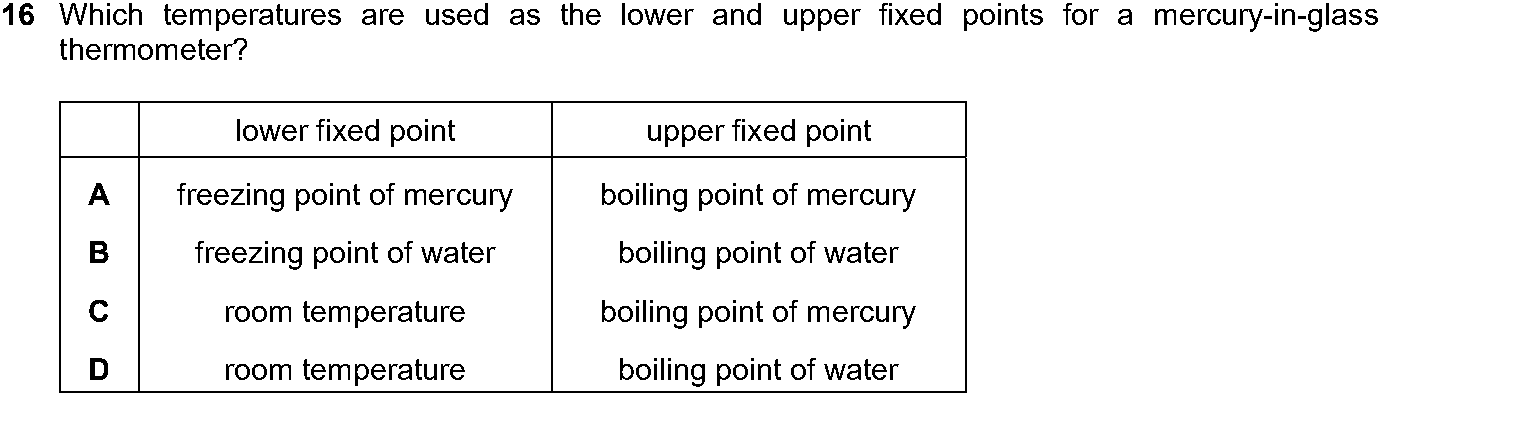 16 Which temperatures are used as the lower and upper fixed points for a mercury-in-glass
thermometer?
lower fixed point upper fixed point
A freezing point of mercury boiling point of mercury
B freezing point of water boiling point of water
C room temperature boiling point of mercury
D room temperature boiling point of water